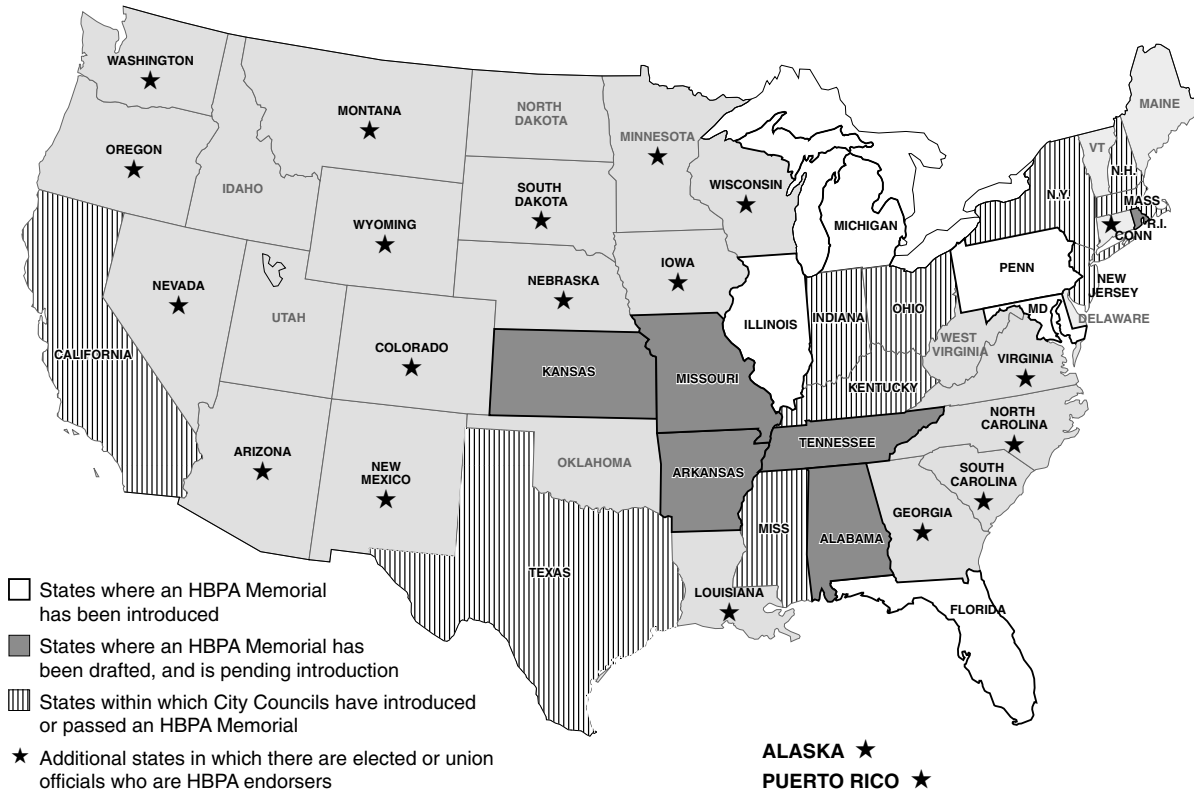 WASHINGTON
MONTANA
NORTH
DAKOTA
MINNESOTA
MAINE
VT
OREGON
IDAHO
SOUTH
DAKOTA
WISCONSIN
N.H.
N.Y.
MASS
R.I.
CONN
WYOMING
MICHIGAN
NEBRASKA
IOWA
PENN
NEW
JERSEY
NEVADA
UTAH
ILLINOIS
INDIANA
OHIO
MD
DELAWARE
CALIFORNIA
COLORADO
KANSAS
MISSOURI
WEST
VIRGINIA
VIRGINIA
KENTUCKY
NORTH
CAROLINA
ARIZONA
NEW
MEXICO
OKLAHOMA
ARKANSAS
TENNESSEE
SOUTH
CAROLINA
TEXAS
MISS
ALABAMA
GEORGIA
LOUISIANA
FLORIDA
States where an HBPA Memorial
has been introduced
States where an HBPA Memorial has
been drafted, and is pending introduction
States within which City Councils have introduced
or passed an HBPA Memorial
★ Additional states in which there are elected or union
officials who are HBPA endorsers
ALASKA ★
PUERTO RICO ★